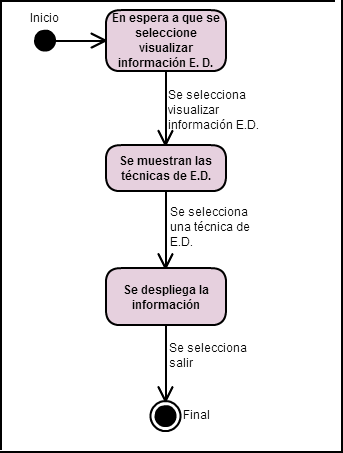 Inicio
En espera a que se
seleccione
visualizar
información E. D.
Se selecciona
visualizar
información E.D.
Se muestran las
técnicas de E.D.
Se selecciona
una técnica de
E.D.
Se despliega la
información
Se selecciona
salir
Final